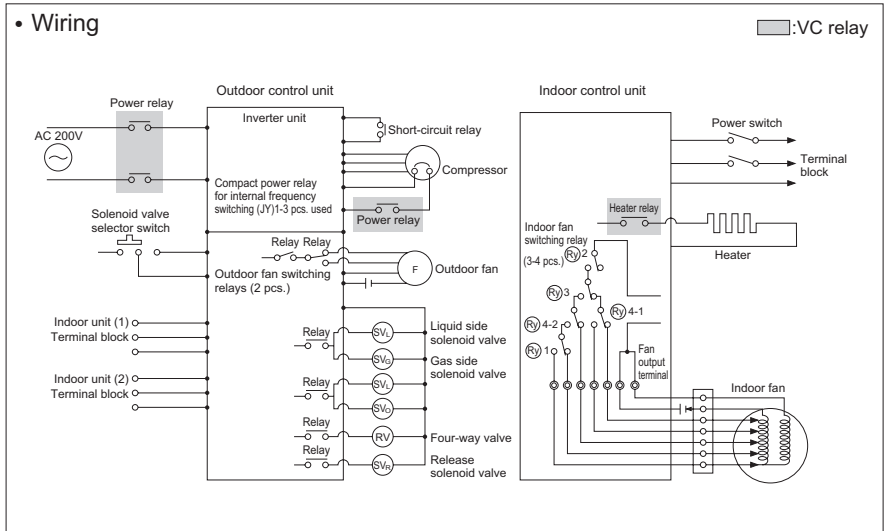 • Wiring
:VC relay
Outdoor control unit
Indoor control unit
Power relay
AC 200V
Inverter unit
Short-circuit relay
Compressor
Compact power relay
for internal frequency
switching (JY)1-3 pcs. used
Power relay
Solenoid valve
selector switch
Relay Relay
Outdoor fan switching
relays (2 pcs.)
F
Outdoor fan
Indoor unit (1)
Terminal block
Indoor unit (2)
Terminal block
Relay
SVL
Liquid side
solenoid valve
SVG
Gas side
solenoid valve
Relay
SVL
SVG
Relay
RV
Four-way valve
Relay
SVR
Release
solenoid valve
Power switch
Terminal
block
Heater relay
Heater
Indoor fan
switching relay
(3-4 pcs.)
Ry 2
Ry 3
Ry 4-1
Ry 4-2
Ry 1
Fan
output
terminal
Indoor fan